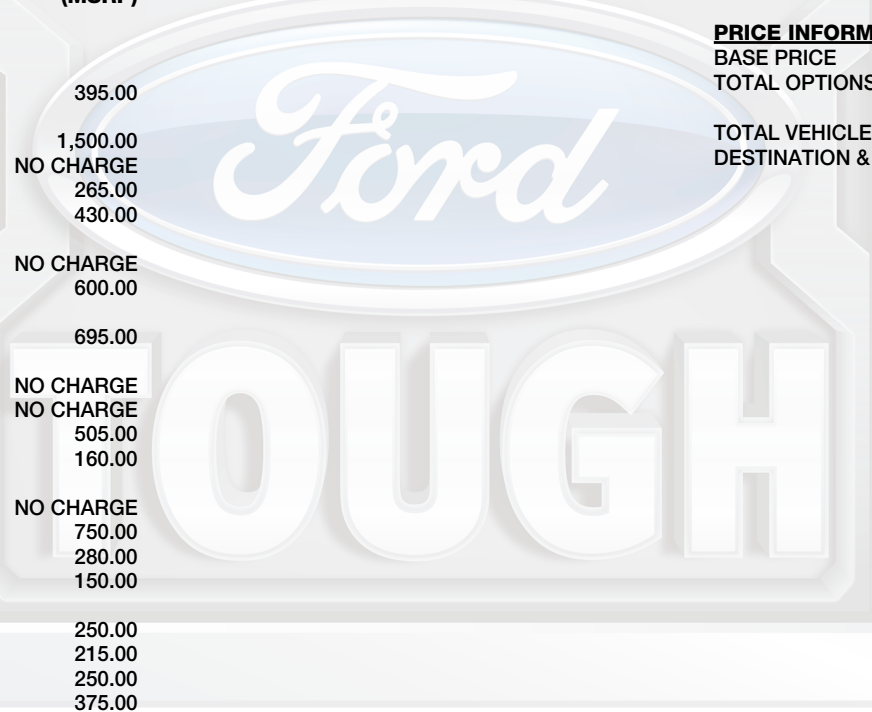 (MSRP)
395.00
1,500.00
NO CHARGE
265.00
430.00
NO CHARGE
600.00
695.00
NO CHARGE
NO CHARGE
505.00
160.00
NO CHARGE
750.00
280.00
150.00
250.00
215.00
250.00
375.00
PRICE INFORM
BASE PRICE
TOTAL OPTIONS
TOTAL VEHICLE
DESTINATION &
Ford
TOUGH